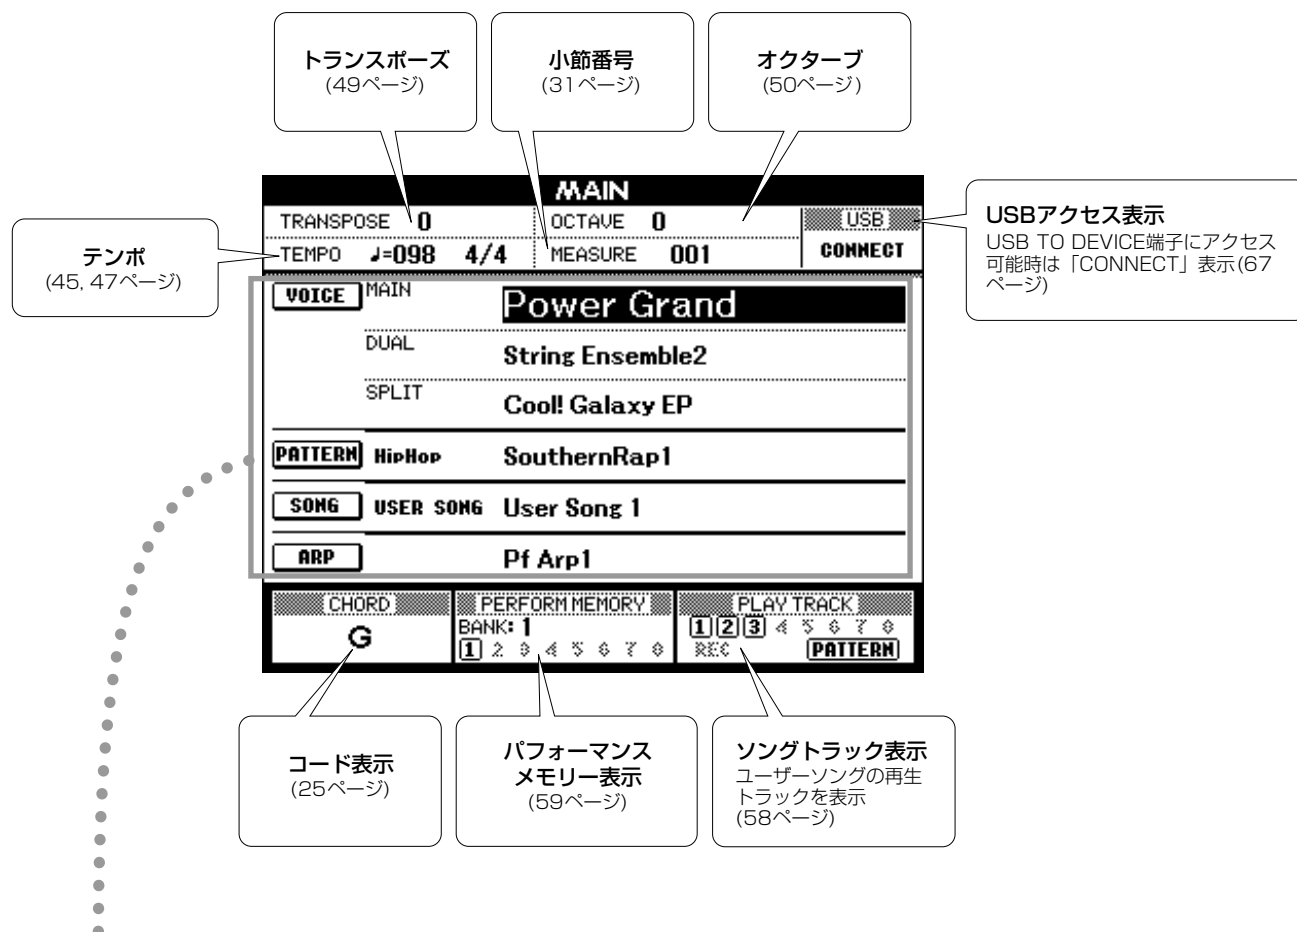 トランスポーズ
(49ページ)
小節番号
(31ページ)
オクターブ
(50ページ)
テンポ
(45, 47ページ)
USBアクセス表示
USB TO DEVICE端子にアクセス
可能時は「CONNECT」表示(67
ページ)
MAIN
TRANSPOSE 0 OCTAVE 0 USB
TEMPO ♩=098 4/4 MEASURE 001 CONNECT
VOICE MAIN Power Grand
DUAL String Ensemble2
SPLIT Cool! Galaxy EP
PATTERN HipHop SouthernRap1
SONG USER SONG User Song 1
ARP Pf Arp1
CHORD PERFORM MEMORY PLAY TRACK
G
BANK: 1
1 2 3 4 5 6 7 8
1 2 3 4 5 6 7 8
REC PATTERN
コード表示
(25ページ)
パフォーマンス
メモリー表示
(59ページ)
ソングトラック表示
ユーザーソングの再生
トラックを表示
(58ページ)